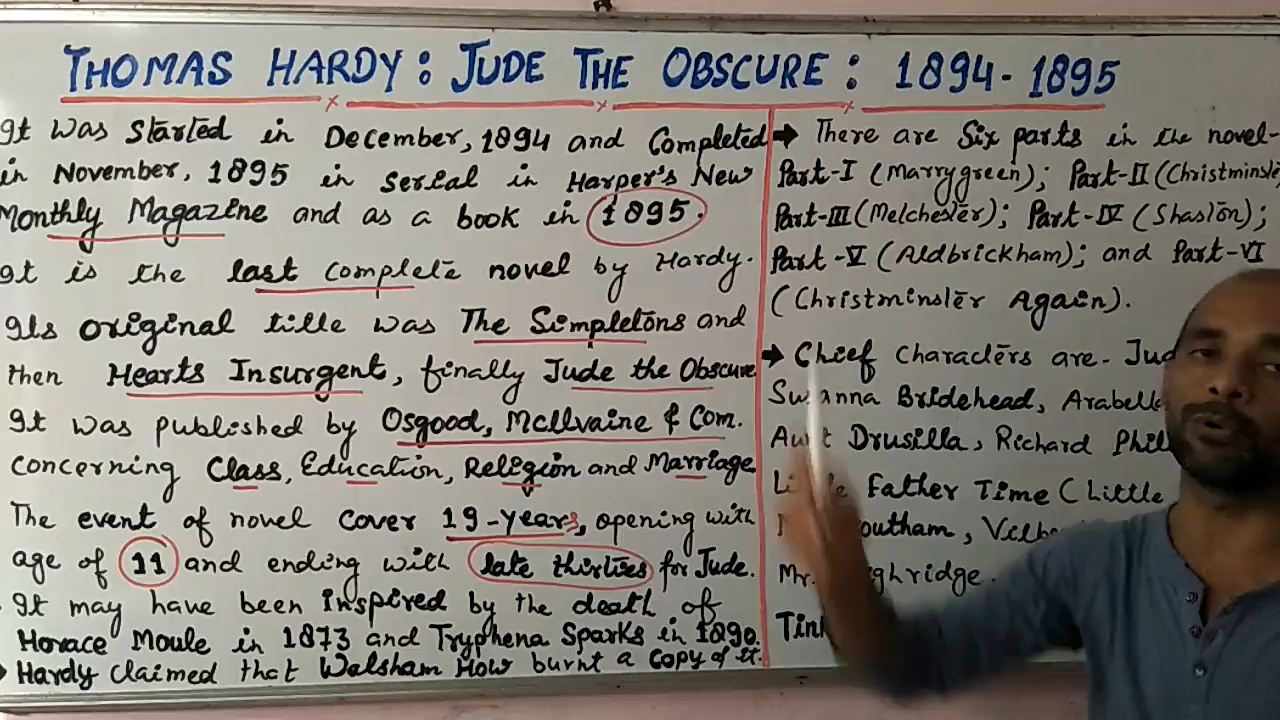 THOMAS HARDY: JUDE THE OBSCURE: 1894-1895
It was started in December, 1894 and Completed
in November, 1895 in serial in Harper's New
Monthly Magazine and as a book in 1895.
It is the last complete novel by Hardy.
Its original title was The Simpletons and
then Hearts Insurgent, finally Jude the Obscure
It was published by Osgood, McIlvaine & Com.
concerning Class, Education, Religion and Marriage
The event of novel cover 19-years, opening with
age of 11 and ending with late thirties for Jude.
It may have been inspired by the death of
Horace Moule in 1873 and Tryphena Sparks in 1890.
Hardy claimed that Walsham How burnt a copy of it.
→ There are Six parts in the novel-
Part-I (Marrygreen); Part-II (Christminste
Part-III (Melchester); Part-IV (Shaston);
Part-V (Aldbrickham); and Part-VI
(Christminster Again).
→ Chief Characters are- Jud
Susanna Bridehead, Arabell
Aunt Drusilla, Richard Phil
Little Father Time (Little
outham, Vilb
Mr. ghridge.
Tin